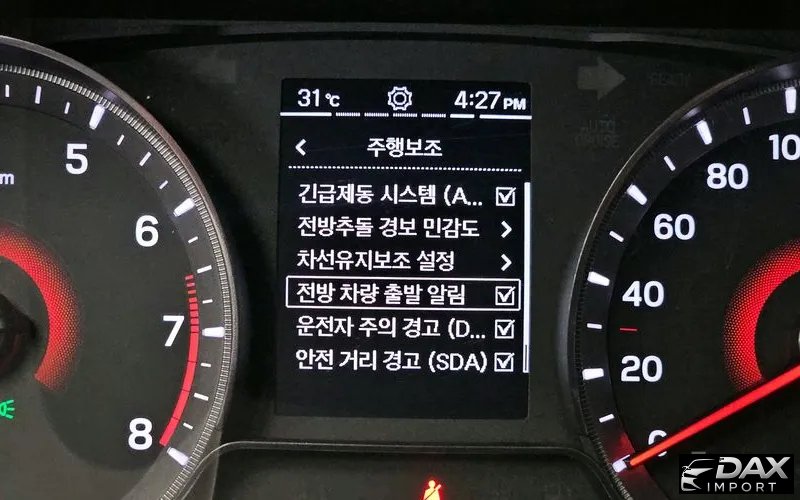 31°C 4:27 PM
주행보조
긴급제동 시스템 (A...
전방추돌 경보 민감도
차선유지보조 설정
전방 차량 출발 알림
운전자 주의 경고 (D...
안전 거리 경고 (SDA)
5
6
7
8
100
80
60
40
20
0
DAX
IMPORT